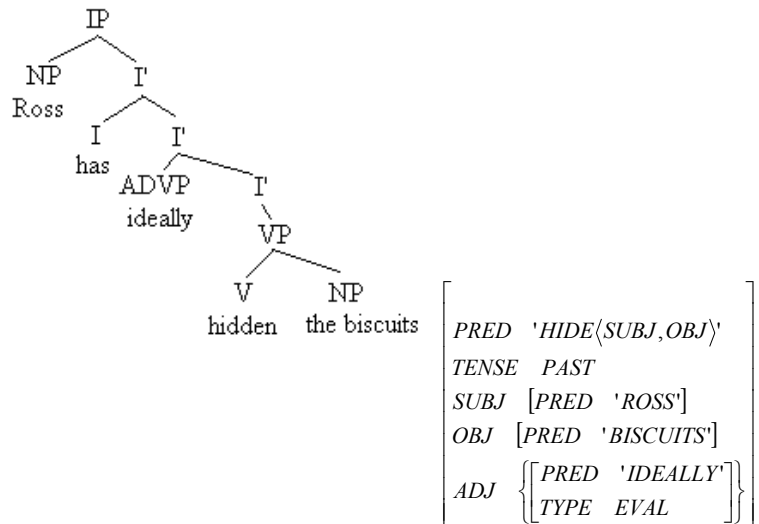 IP
NP I'
Ross
I I'
has
ADVP I'
ideally
VP
V NP
hidden the biscuits
PRED 'HIDE⟨SUBJ,OBJ⟩'
TENSE PAST
SUBJ [PRED 'ROSS']
OBJ [PRED 'BISCUITS']
ADJ {[PRED 'IDEALLY'
TYPE EVAL]}